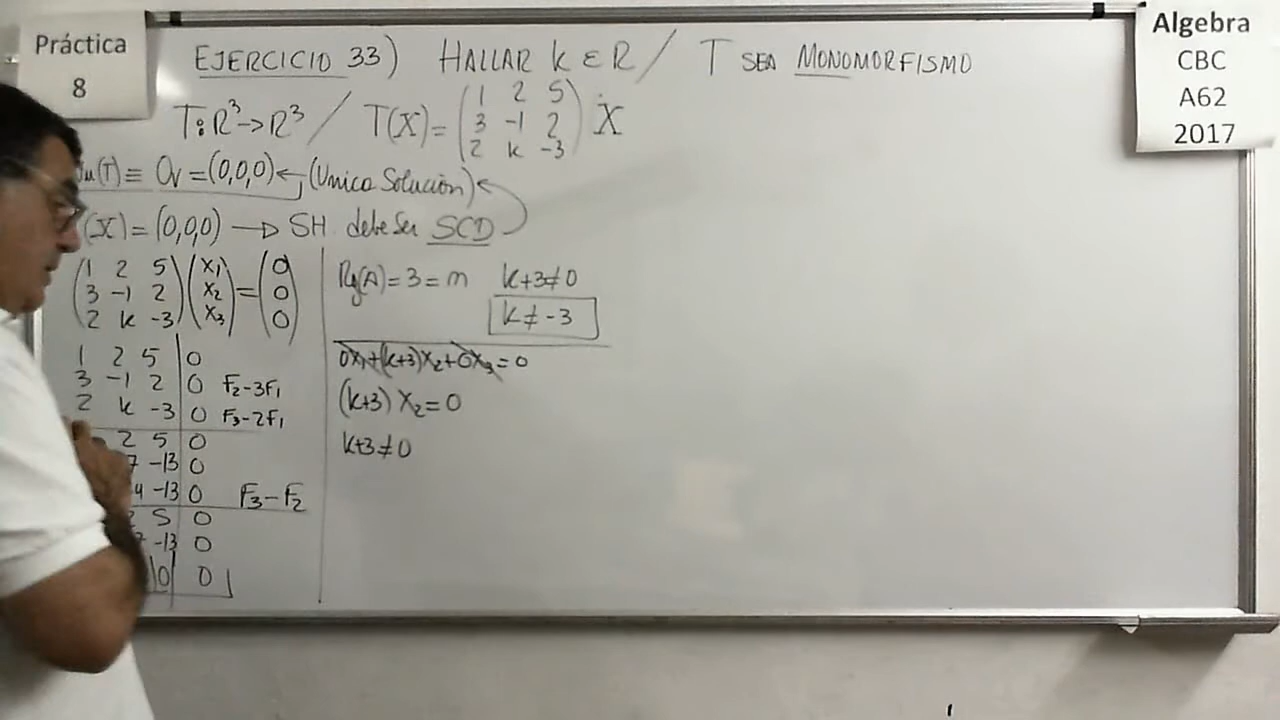 Práctica
8
Algebra
CBC
A62
2017
EJERCICIO 33) HALLAR k ε R / T SEA MONOMORFISMO
T: R³ → R³ / T(X) = (1 2 5
3 -1 2
2 k -3) X
Nu(T) ≡ Ov = (0,0,0) ← (Unica Solución)
(X) = (0,0,0) → SH debe Ser SCD
(1 2 5) (X1) = (0)
(3 -1 2) (X2) (0)
(2 k -3) (X3) (0)
1 2 5 | 0
3 -1 2 | 0 F2-3F1
2 k -3 | 0 F3-2F1
2 5 | 0
7 -13 | 0
4 -13 | 0 F3-F2
2 5 | 0
7 -13 | 0
0 | 0
Rg(A) = 3 = m k+3≠0
k ≠ -3
0X1+(k+3)X2+0X3=0
(k+3) X2=0
k+3≠0